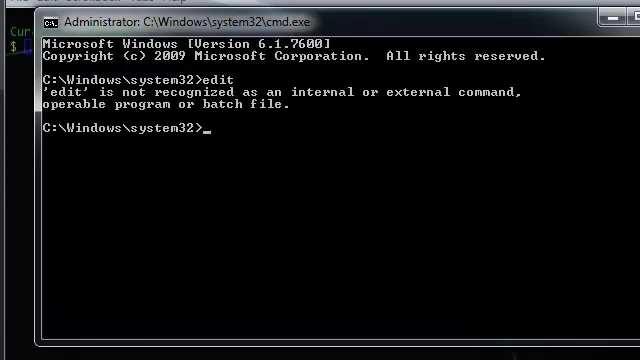 Administrator: C:\Windows\system32\cmd.exe
Microsoft Windows [Version 6.1.7600]
Copyright (c) 2009 Microsoft Corporation. All rights reserved.
C:\Windows\system32>edit
'edit' is not recognized as an internal or external command,
operable program or batch file.
C:\Windows\system32>_
$